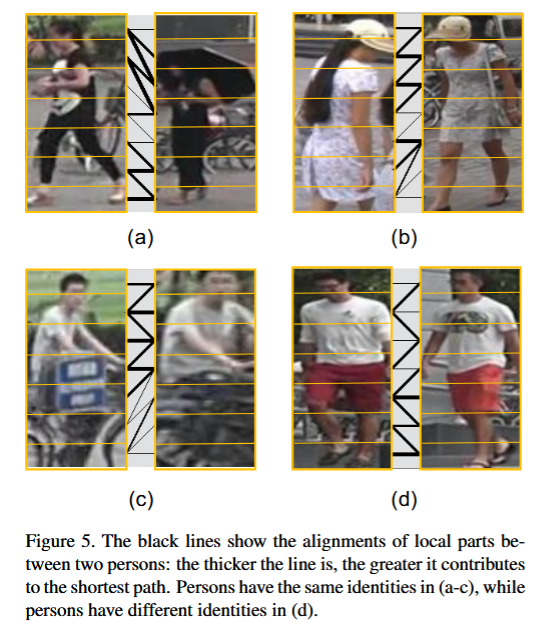 (a)
(b)
(c)
(d)
Figure 5. The black lines show the alignments of local parts be-
tween two persons: the thicker the line is, the greater it contributes
to the shortest path. Persons have the same identities in (a-c), while
persons have different identities in (d).